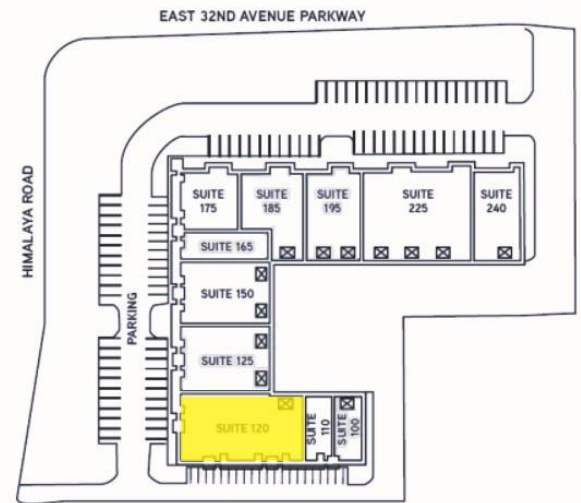 EAST 32ND AVENUE PARKWAY
HIMALAYA ROAD
PARKING
SUITE
175
SUITE
185
SUITE
195
SUITE
225
SUITE
240
SUITE 165
SUITE 150
SUITE 125
SUITE 120
SUITE
110
SUITE
100